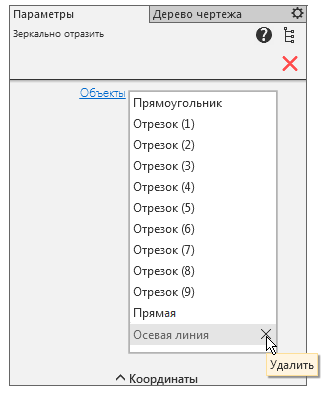 Параметры
Дерево чертежа
Зеркально отразить
?
Объекты
Прямоугольник
Отрезок (1)
Отрезок (2)
Отрезок (3)
Отрезок (4)
Отрезок (5)
Отрезок (6)
Отрезок (7)
Отрезок (8)
Отрезок (9)
Прямая
Осевая линия
Удалить
Координаты